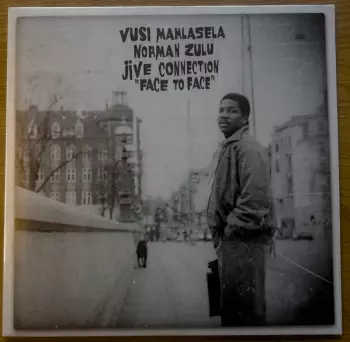 VUSI MAHLASELA
NORMAN ZULU
JiVE CONNECTION
"FACE TO FACE"